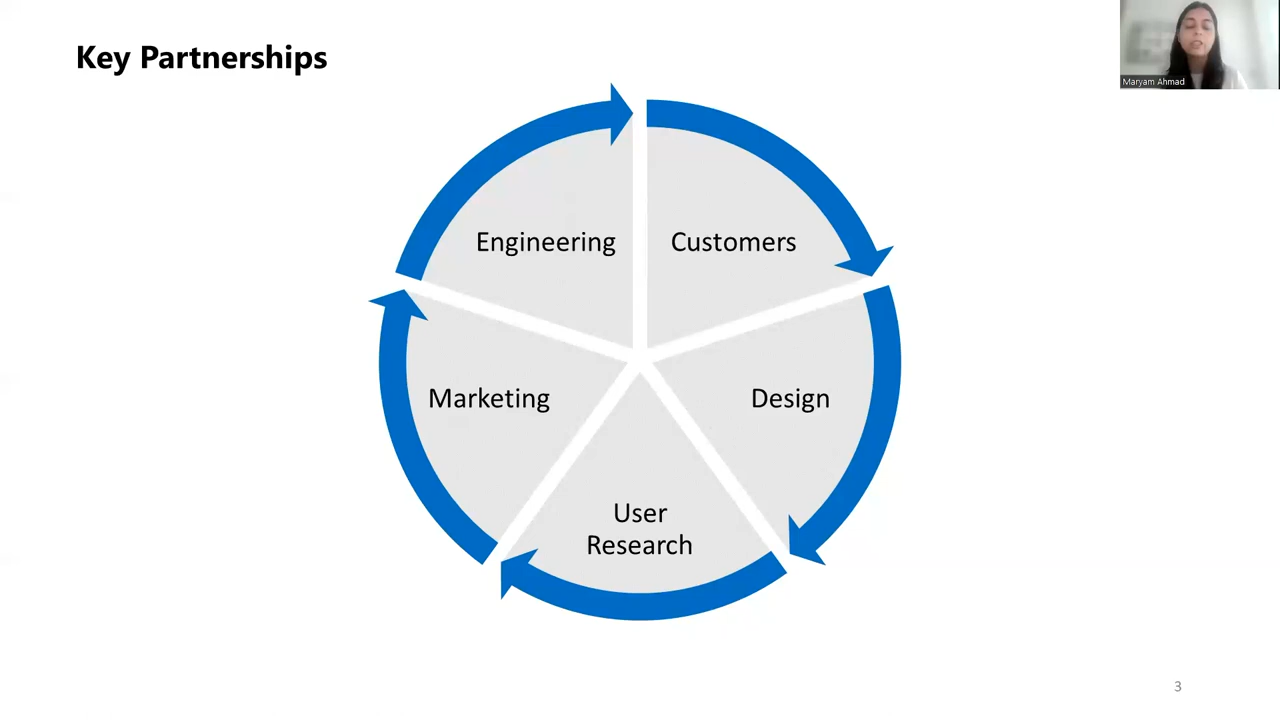 Key Partnerships
Maryam Ahmad
Engineering
Customers
Marketing
Design
User
Research
3